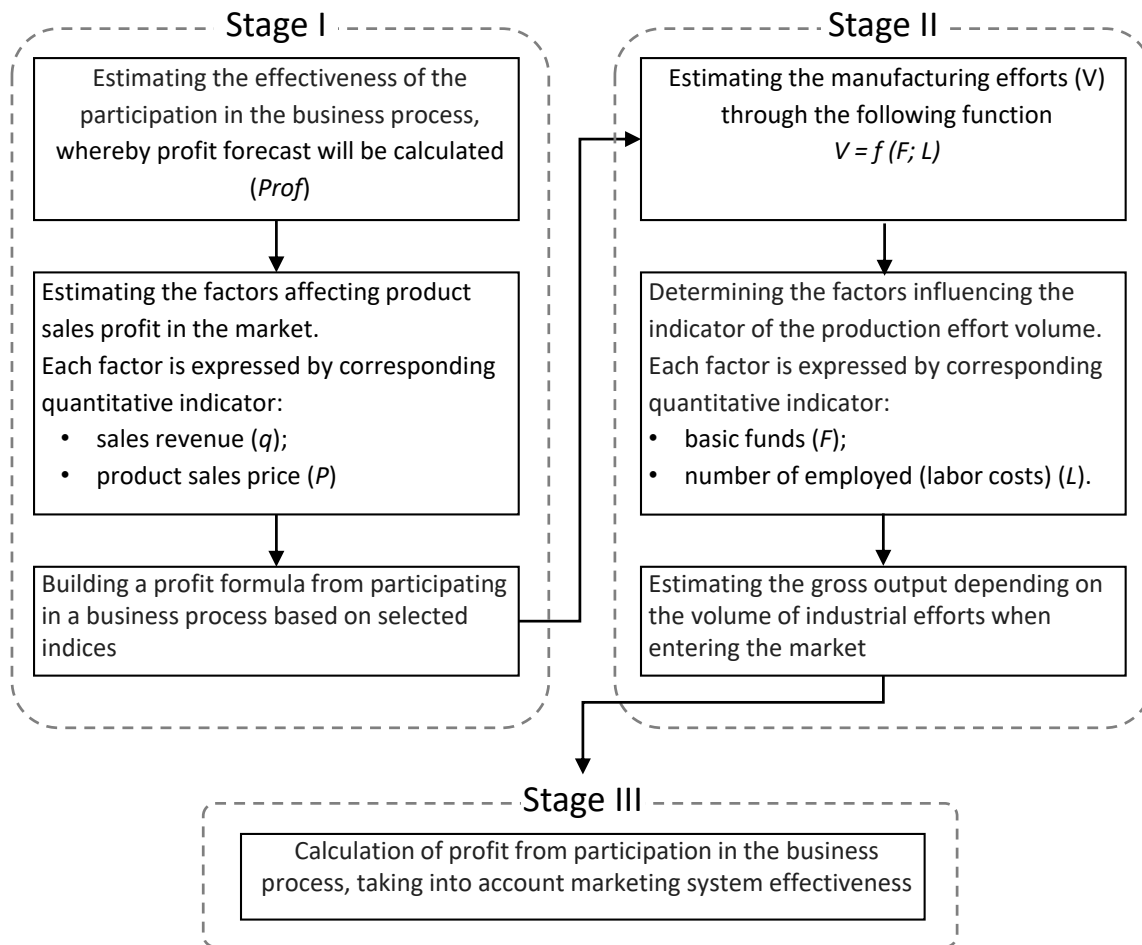 Stage I
Estimating the effectiveness of the
participation in the business process,
whereby profit forecast will be calculated
(Prof)
Estimating the factors affecting product
sales profit in the market.
Each factor is expressed by corresponding
quantitative indicator:
• sales revenue (q);
• product sales price (P)
Building a profit formula from participating
in a business process based on selected
indices
Stage II
Estimating the manufacturing efforts (V)
through the following function
V = f (F; L)
Determining the factors influencing the
indicator of the production effort volume.
Each factor is expressed by corresponding
quantitative indicator:
• basic funds (F);
• number of employed (labor costs) (L).
Estimating the gross output depending on
the volume of industrial efforts when
entering the market
Stage III
Calculation of profit from participation in the business
process, taking into account marketing system effectiveness